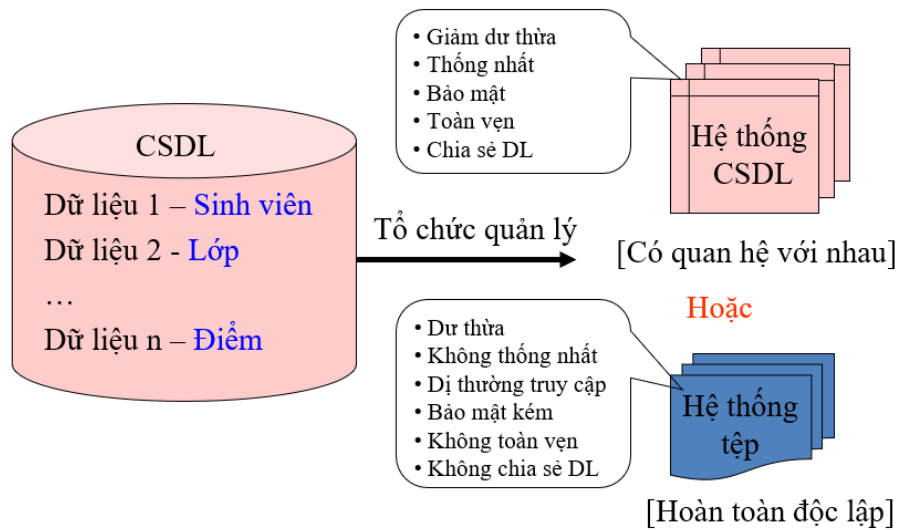 CSDL
Dữ liệu 1 – Sinh viên
Dữ liệu 2 - Lớp
…
Dữ liệu n – Điểm
Tổ chức quản lý
• Giảm dư thừa
• Thống nhất
• Bảo mật
• Toàn vẹn
• Chia sẻ DL
Hệ thống
CSDL
[Có quan hệ với nhau]
Hoặc
• Dư thừa
• Không thống nhất
• Dị thường truy cập
• Bảo mật kém
• Không toàn vẹn
• Không chia sẻ DL
Hệ thống
tệp
[Hoàn toàn độc lập]